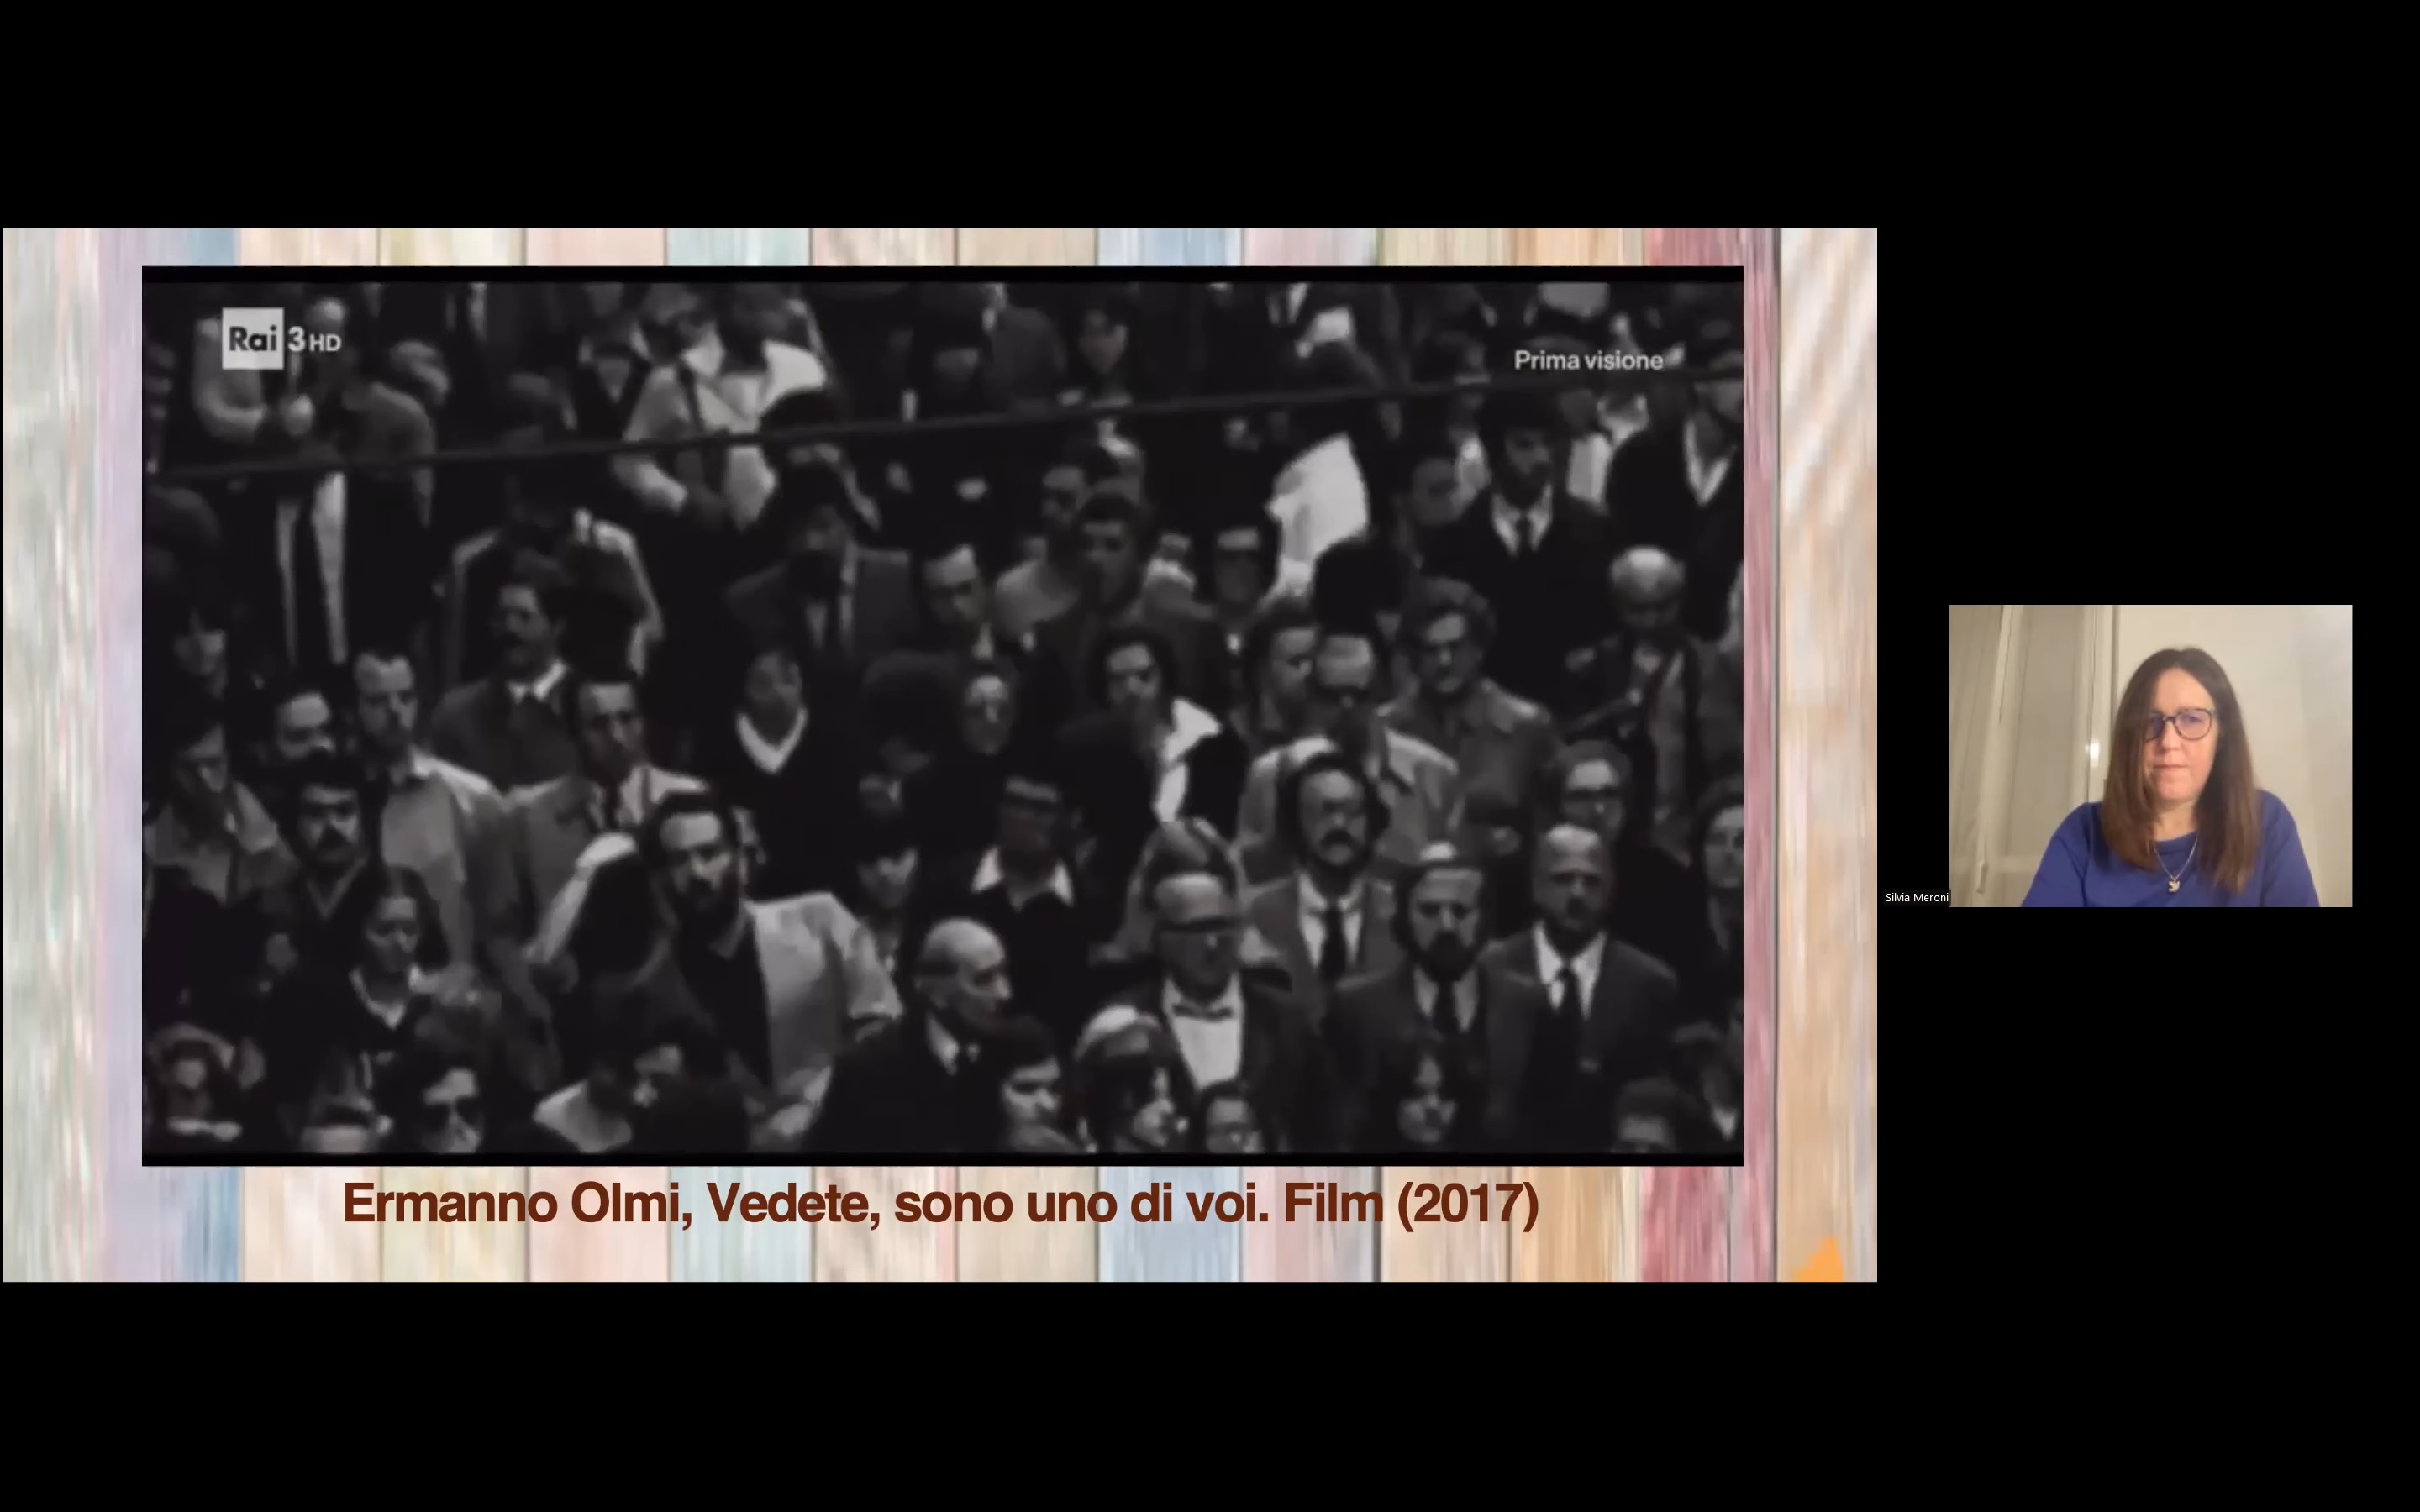 Rai 3 HD
Prima visione
Silvia Meroni
Ermanno Olmi, Vedete, sono uno di voi. Film (2017)